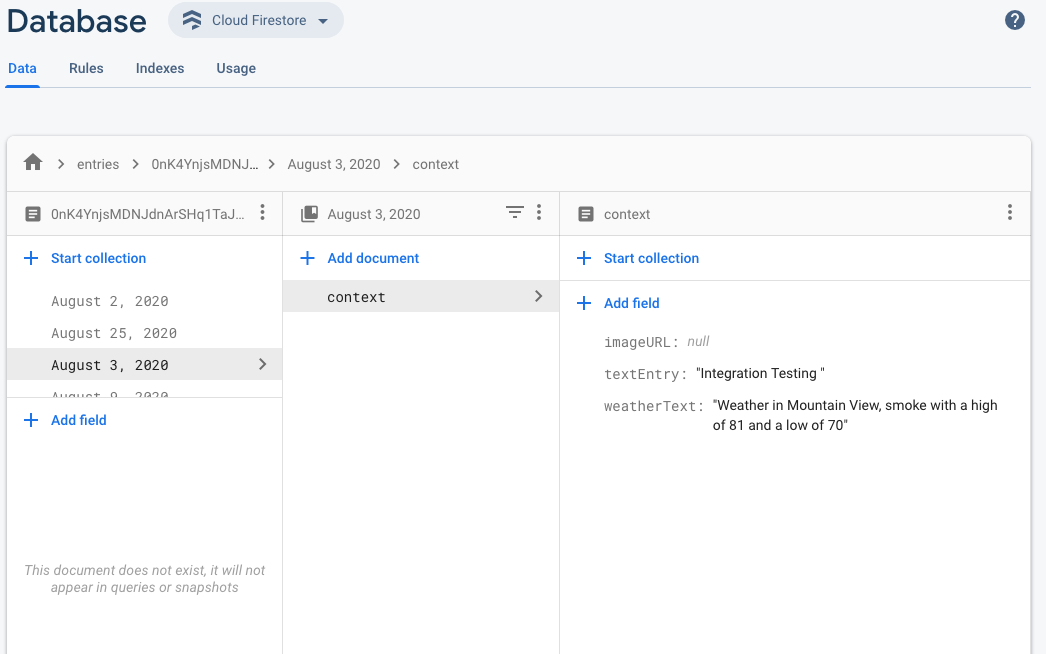 Database
Cloud Firestore
Data Rules Indexes Usage
entries 0nK4YnjsMDNJ… August 3, 2020 context
0nK4YnjsMDNJdnArSHq1TaJ… August 3, 2020 context
Start collection Add document Start collection
August 2, 2020 context Add field
August 25, 2020 imageURL: null
August 3, 2020 textEntry: "Integration Testing "
August 9, 2020 weatherText: "Weather in Mountain View, smoke with a high
Add field of 81 and a low of 70"
This document does not exist, it will not
appear in queries or snapshots